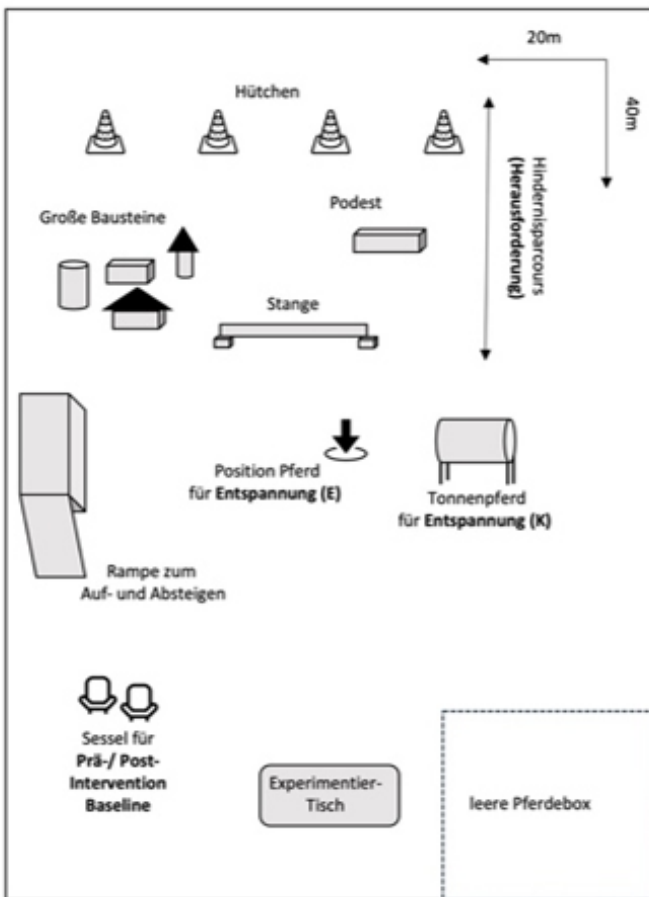 20m
40m
Hütchen
Hindernisparcours
(Herausforderung)
Große Bausteine
Podest
Stange
Position Pferd
für Entspannung (E)
Tonnenpferd
für Entspannung (K)
Rampe zum
Auf- und Absteigen
Sessel für
Prä-/ Post-
Intervention
Baseline
Experimentier-
Tisch
leere Pferdebox